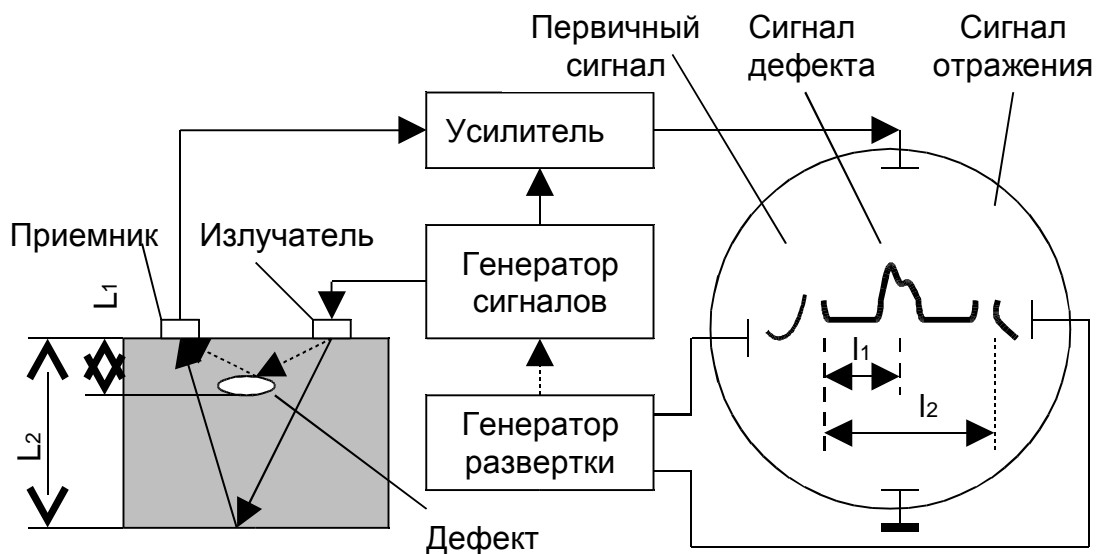 Первичный
сигнал
Сигнал
дефекта
Сигнал
отражения
Усилитель
Приемник
Излучатель
Генератор
сигналов
L1
l1
l2
L2
Генератор
развертки
Дефект